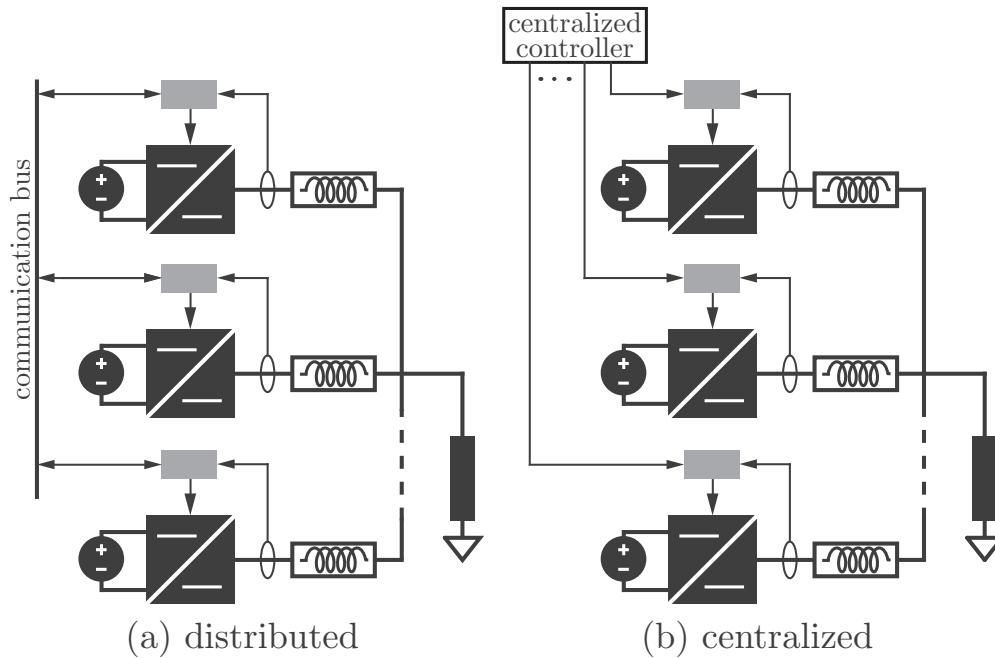 centralized
controller
...
communication bus
(a) distributed
(b) centralized